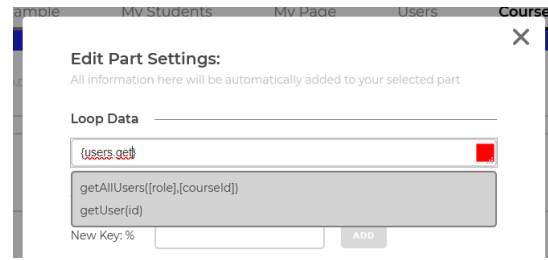 ample My Students My Page Users Course
Edit Part Settings:
All information here will be automatically added to your selected part
Loop Data
{users.get}
getAllUsers([role],[courseId])
getUser(id)
New Key: %
ADD